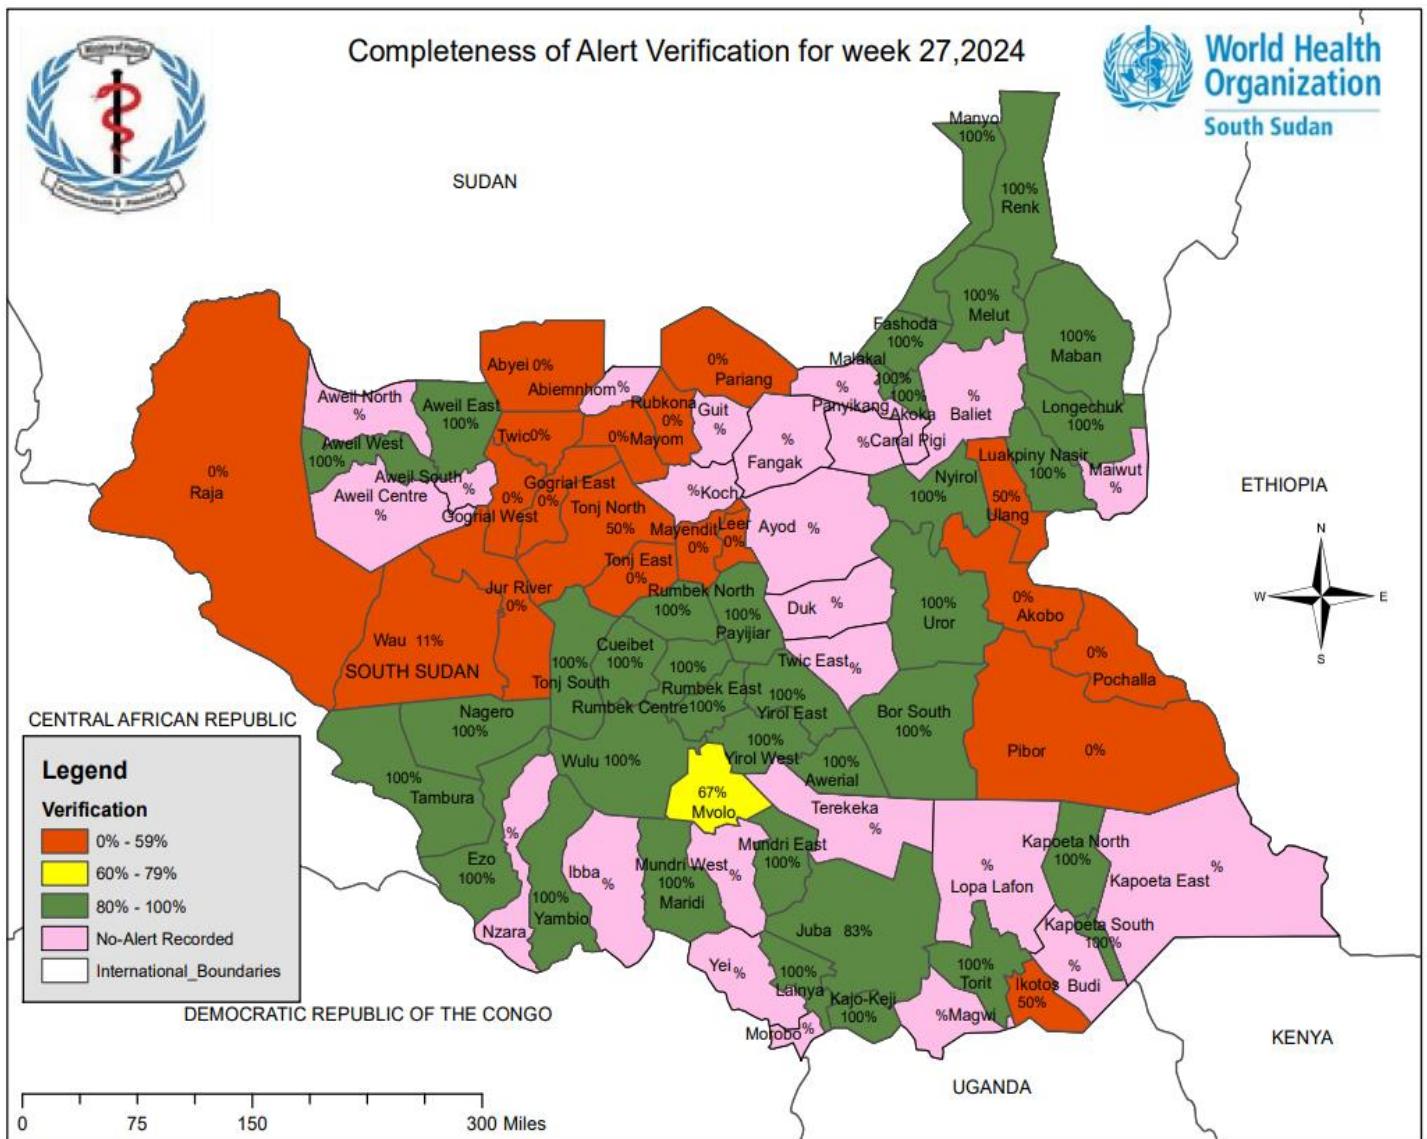 Completeness of Alert Verification for week 27,2024
Ministry of Health
World Health
Organization
South Sudan
SUDAN
Manyo
100%
100%
Renk
100%
Melut
Fashoda
100%
100%
Maban
Malakal
100%
100%
Akoka
%
Panyikang
%
Baliet
Longechuk
100%
Abyei 0%
Abiemnhom %
0%
Pariang
Rubkona
0%
Guit
%
Aweil North
%
Aweil East
100%
Aweil West
100%
Twic 0%
0% Mayom
%
Fangak
% Canal Pigi
Luakpiny Nasir
100%
Maiwut
%
Nyirol
100%
50%
Ulang
0%
Raja
Aweil South
%
Aweil Centre
%
0%
Gogrial West
Gogrial East
0%
Tonj North
50%
% Koch
Mayendit
0%
Leer
0%
Ayod %
ETHIOPIA
N
W
E
S
Tonj East
0%
Jur River
0%
Rumbek North
100%
100%
Payijiar
Duk %
100%
Uror
0%
Akobo
Wau 11%
SOUTH SUDAN
Cueibet
100%
100%
Tonj South
100%
Rumbek East
Twic East %
0%
Pochalla
Rumbek Centre 100%
100%
Yirol East
Nagero
100%
Bor South
100%
Pibor 0%
CENTRAL AFRICAN REPUBLIC
Wulu 100%
100%
Yirol West
100%
Awerial
100%
Tambura
67%
Mvolo
Terekeka
%
Legend
Verification
0% - 59%
60% - 79%
80% - 100%
No-Alert Recorded
International_Boundaries
%
Ezo
100%
Ibba
%
Mundri West
%
100%
Maridi
Mundri East
100%
%
Lopa Lafon
Kapoeta North
100%
%
Kapoeta East
100%
Yambio
Nzara
Juba 83%
Kapoeta South
100%
Yei %
100%
Lainya
100%
Torit
Ikotos
50%
%
Budi
Kajo-Keji
100%
% Magwi
Morobo %
DEMOCRATIC REPUBLIC OF THE CONGO
KENYA
UGANDA
0 75 150 300 Miles